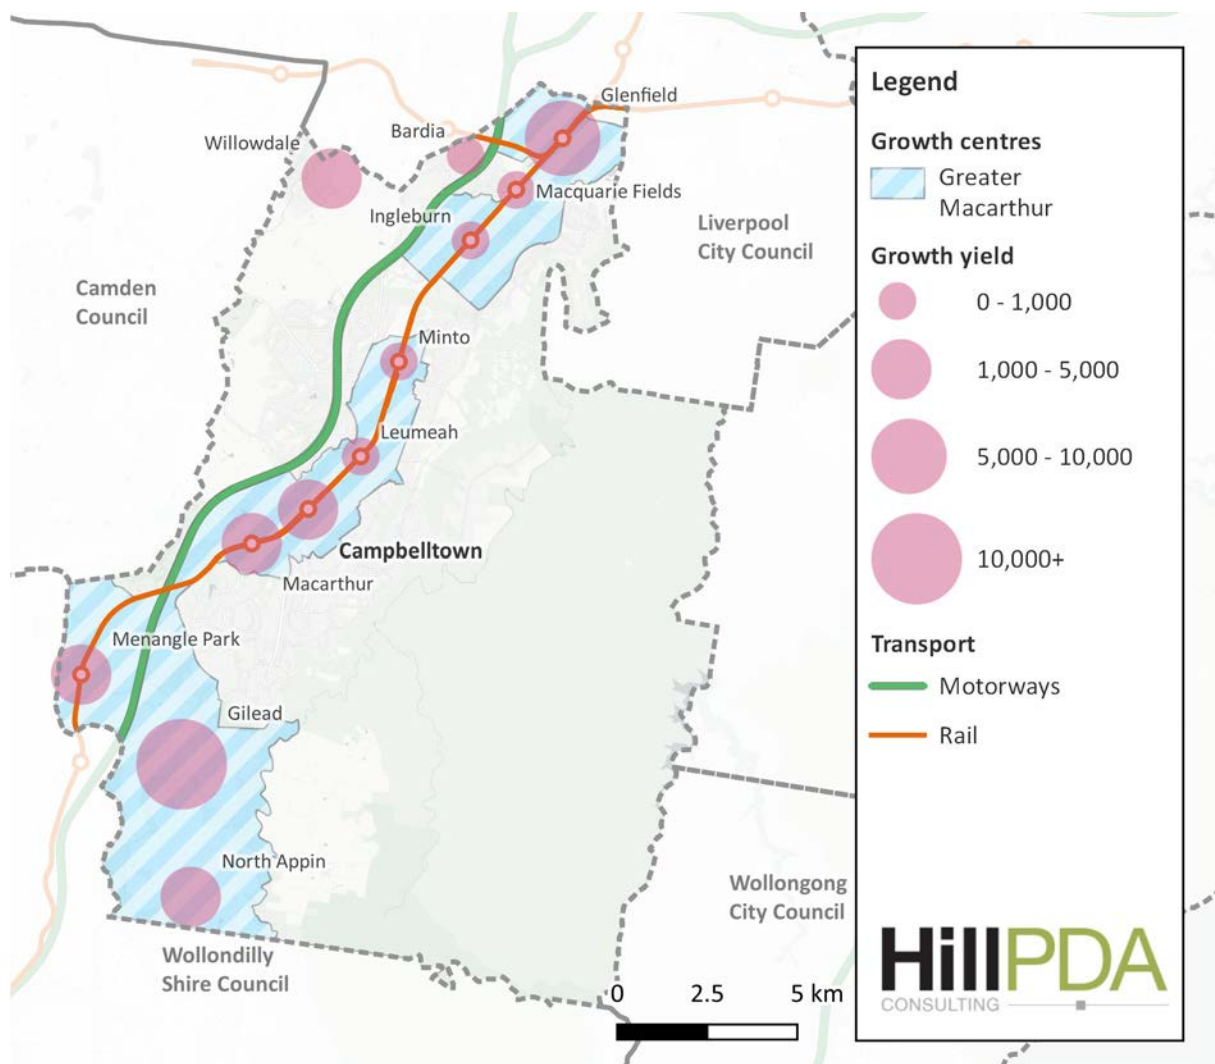 Glenfield
Bardia
Willowdale
Macquarie Fields
Ingleburn
Liverpool
City Council
Camden
Council
Minto
Leumeah
Campbelltown
Macarthur
Menangle Park
Gilead
North Appin
Wollongong
City Council
Wollondilly
Shire Council
0 2.5 5 km
Legend
Growth centres
Greater
Macarthur
Growth yield
0 - 1,000
1,000 - 5,000
5,000 - 10,000
10,000+
Transport
Motorways
Rail
HillPDA
CONSULTING